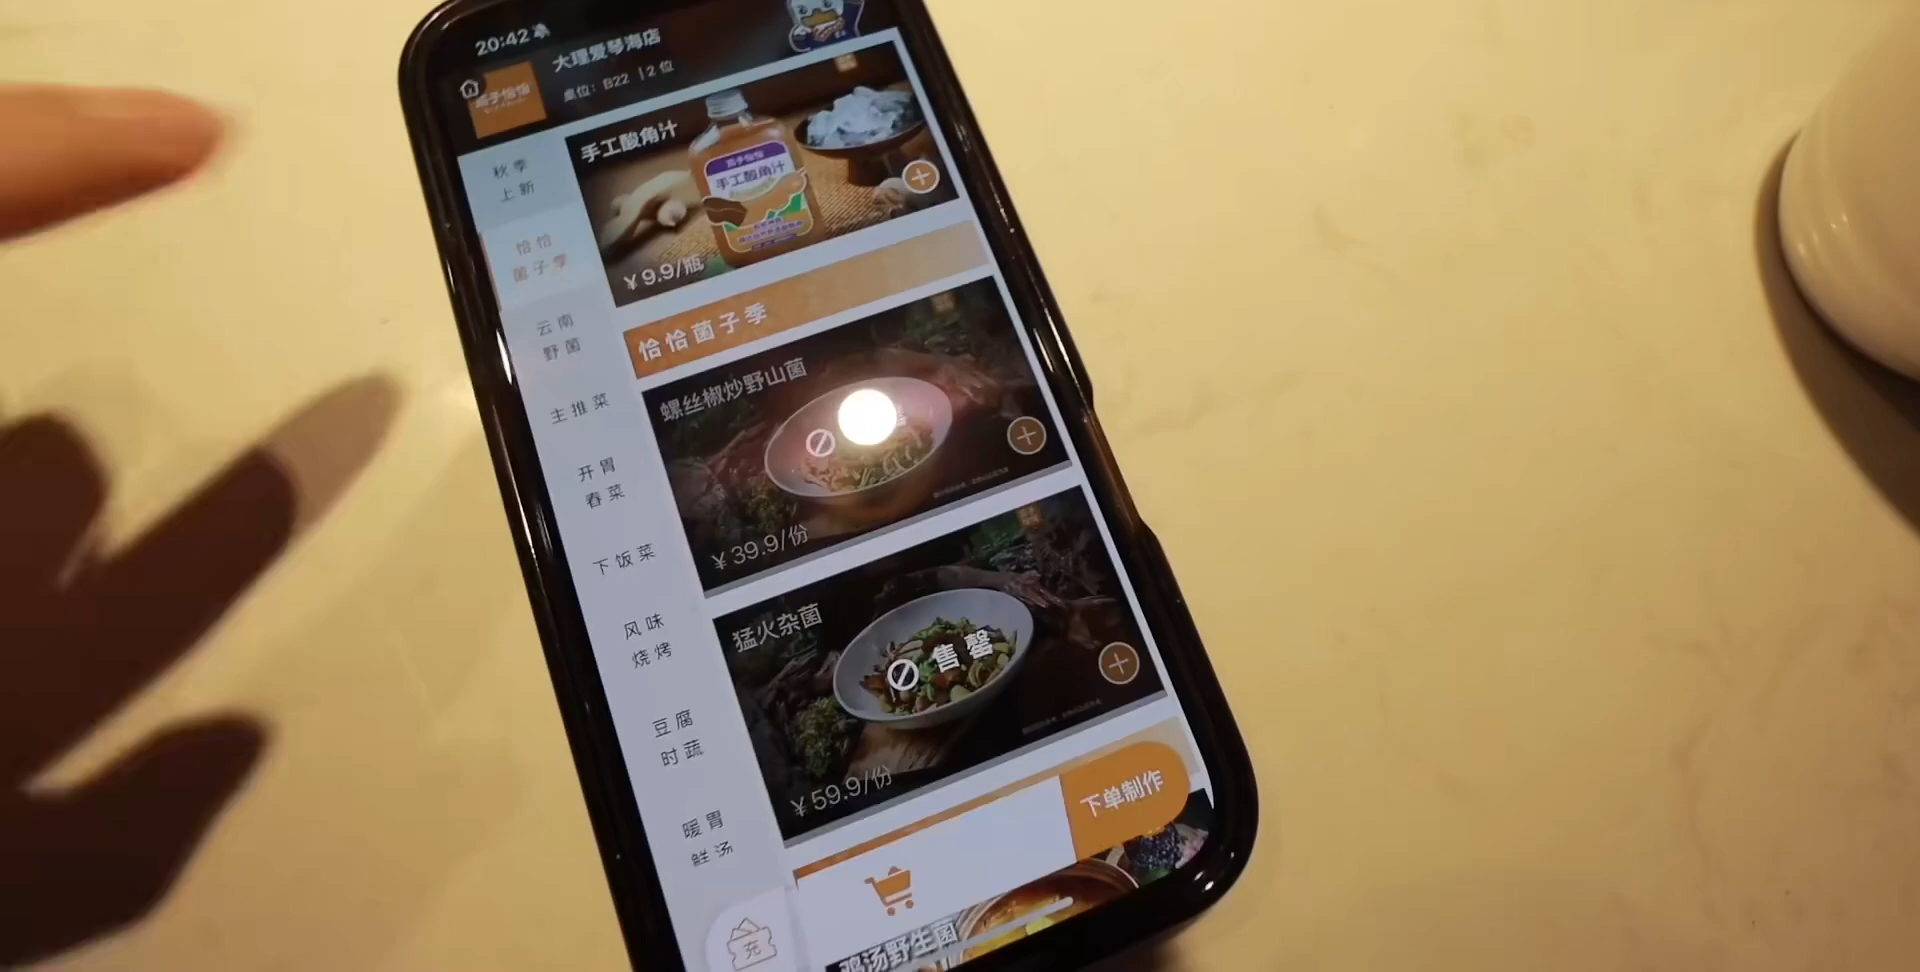 20:42
大理爱琴海店
桌位：B22 | 2 位
秋季
上新
恰恰
菌子季
云南
野菌
主推菜
开胃
春菜
下饭菜
风味
烧烤
豆腐
时蔬
暖胃
鲜汤
充
手工酸角汁
手工酸角汁
¥9.9/瓶
恰恰菌子季
螺丝椒炒野山菌
¥39.9/份
猛火杂菌
售罄
¥59.9/份
下单制作
鸡汤野生菌